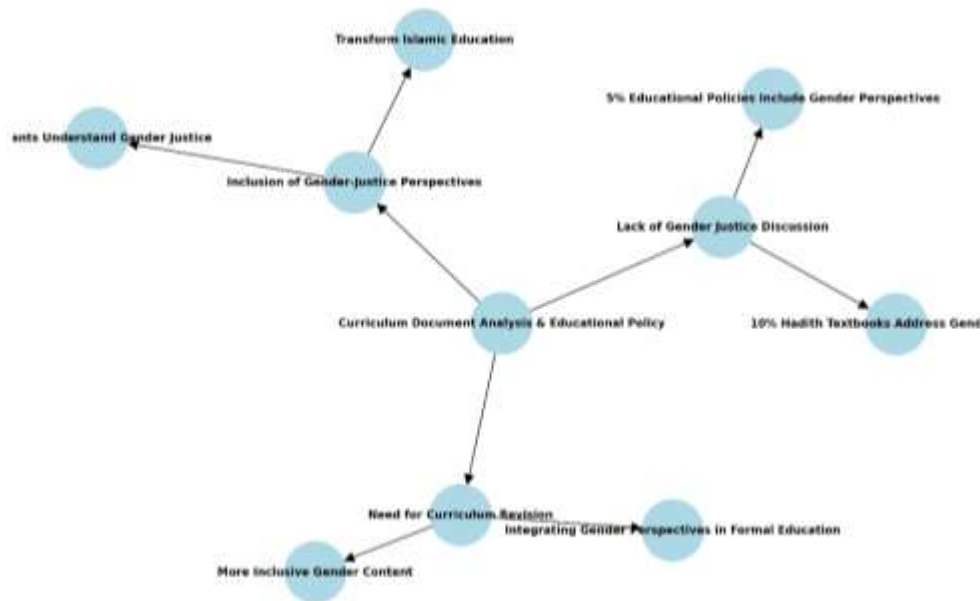 Transform Islamic Education
5% Educational Policies Include Gender Perspectives
ents Understand Gender Justice
Inclusion of Gender-Justice Perspectives
Lack of Gender Justice Discussion
Curriculum Document Analysis & Educational Policy
10% Hadith Textbooks Address
Need for Curriculum Revision
Integrating Gender Perspectives in Formal Education
More Inclusive Gender Content